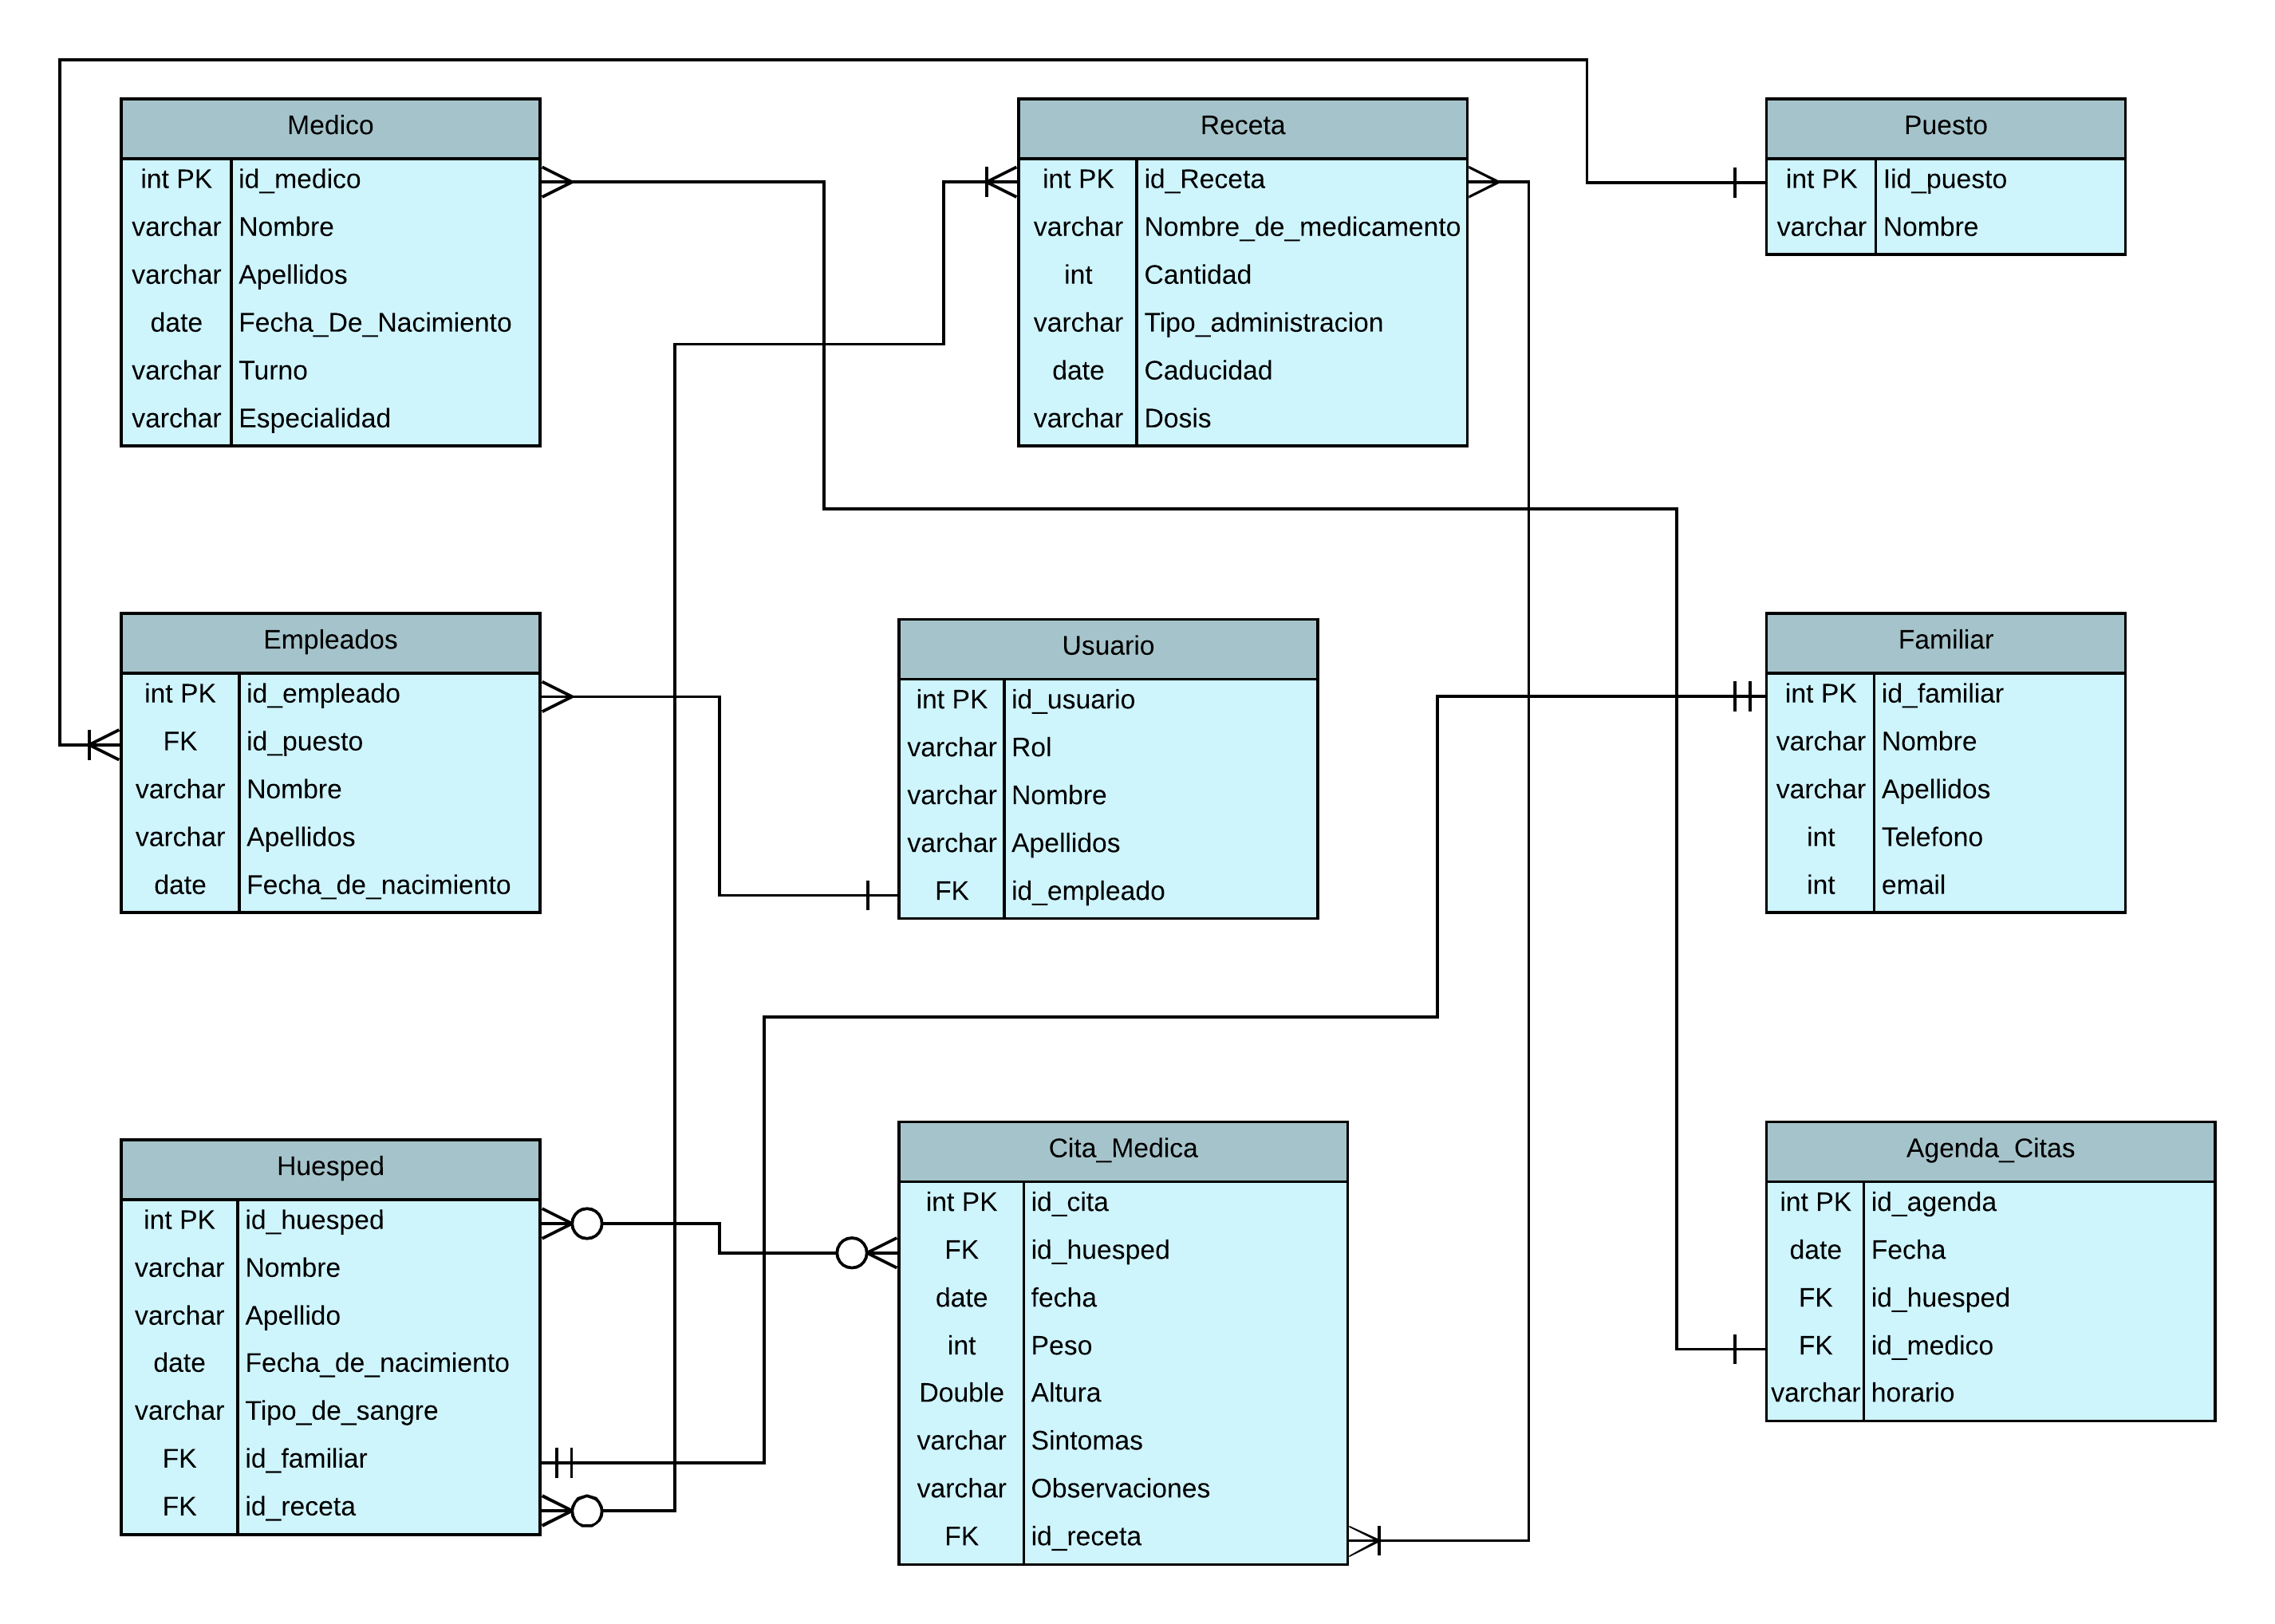 Medico
int PK id_medico
varchar Nombre
varchar Apellidos
date Fecha_De_Nacimiento
varchar Turno
varchar Especialidad
Receta
int PK id_Receta
varchar Nombre_de_medicamento
int Cantidad
varchar Tipo_administracion
date Caducidad
varchar Dosis
Puesto
int PK Iid_puesto
varchar Nombre
Empleados
int PK id_empleado
FK id_puesto
varchar Nombre
varchar Apellidos
date Fecha_de_nacimiento
Usuario
int PK id_usuario
varchar Rol
varchar Nombre
varchar Apellidos
FK id_empleado
Familiar
int PK id_familiar
varchar Nombre
varchar Apellidos
int Telefono
int email
Huesped
int PK id_huesped
varchar Nombre
varchar Apellido
date Fecha_de_nacimiento
varchar Tipo_de_sangre
FK id_familiar
FK id_receta
Cita_Medica
int PK id_cita
FK id_huesped
date fecha
int Peso
Double Altura
varchar Sintomas
varchar Observaciones
FK id_receta
Agenda_Citas
int PK id_agenda
date Fecha
FK id_huesped
FK id_medico
varchar horario